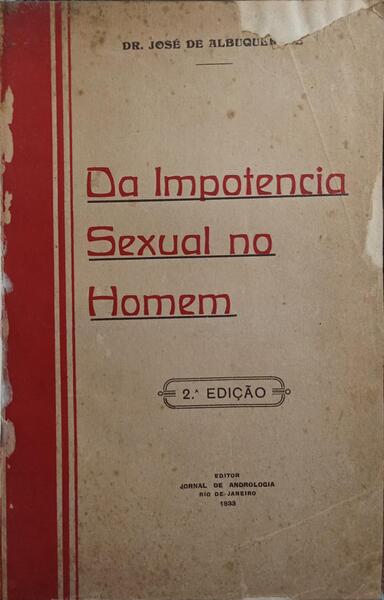 DR. JOSÉ DE
Da Impotencia
Sexual no
Homem
2.ª EDIÇÃO
EDITOR
JORNAL DE ANDROLOGIA
RIO DE JANEIRO
1933